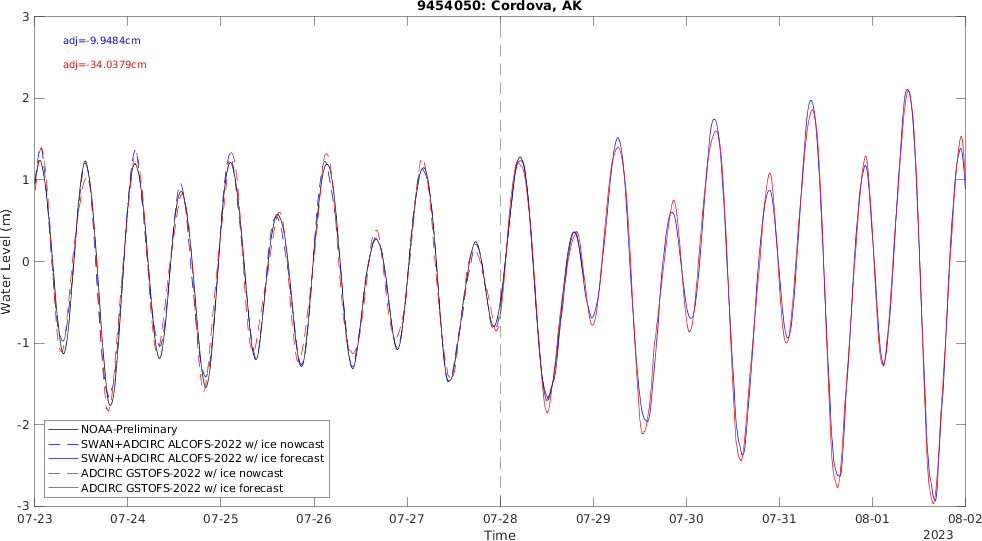 9454050: Cordova, AK
3
adj=-9.9484cm
adj=-34.0379cm
2
1
0
-1
-2
-3
Water Level (m)
NOAA-Preliminary
SWAN+ADCIRC ALCOFS-2022 w/ ice nowcast
SWAN+ADCIRC ALCOFS-2022 w/ ice forecast
ADCIRC GSTOFS-2022 w/ ice nowcast
ADCIRC GSTOFS-2022 w/ ice forecast
07-23 07-24 07-25 07-26 07-27 07-28 07-29 07-30 07-31 08-01 08-02
Time
2023